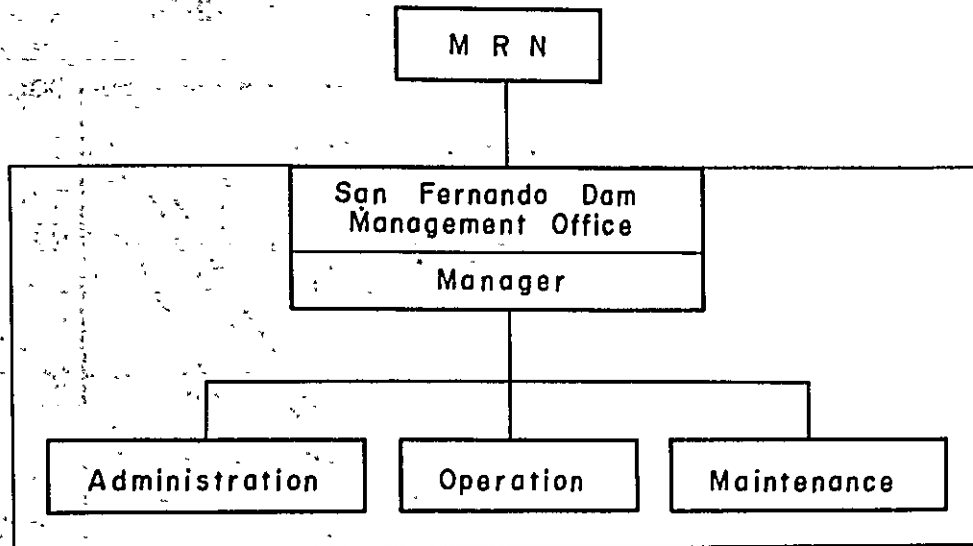 M R N
San Fernando Dam
Management Office
Manager
Administration
Operation
Maintenance